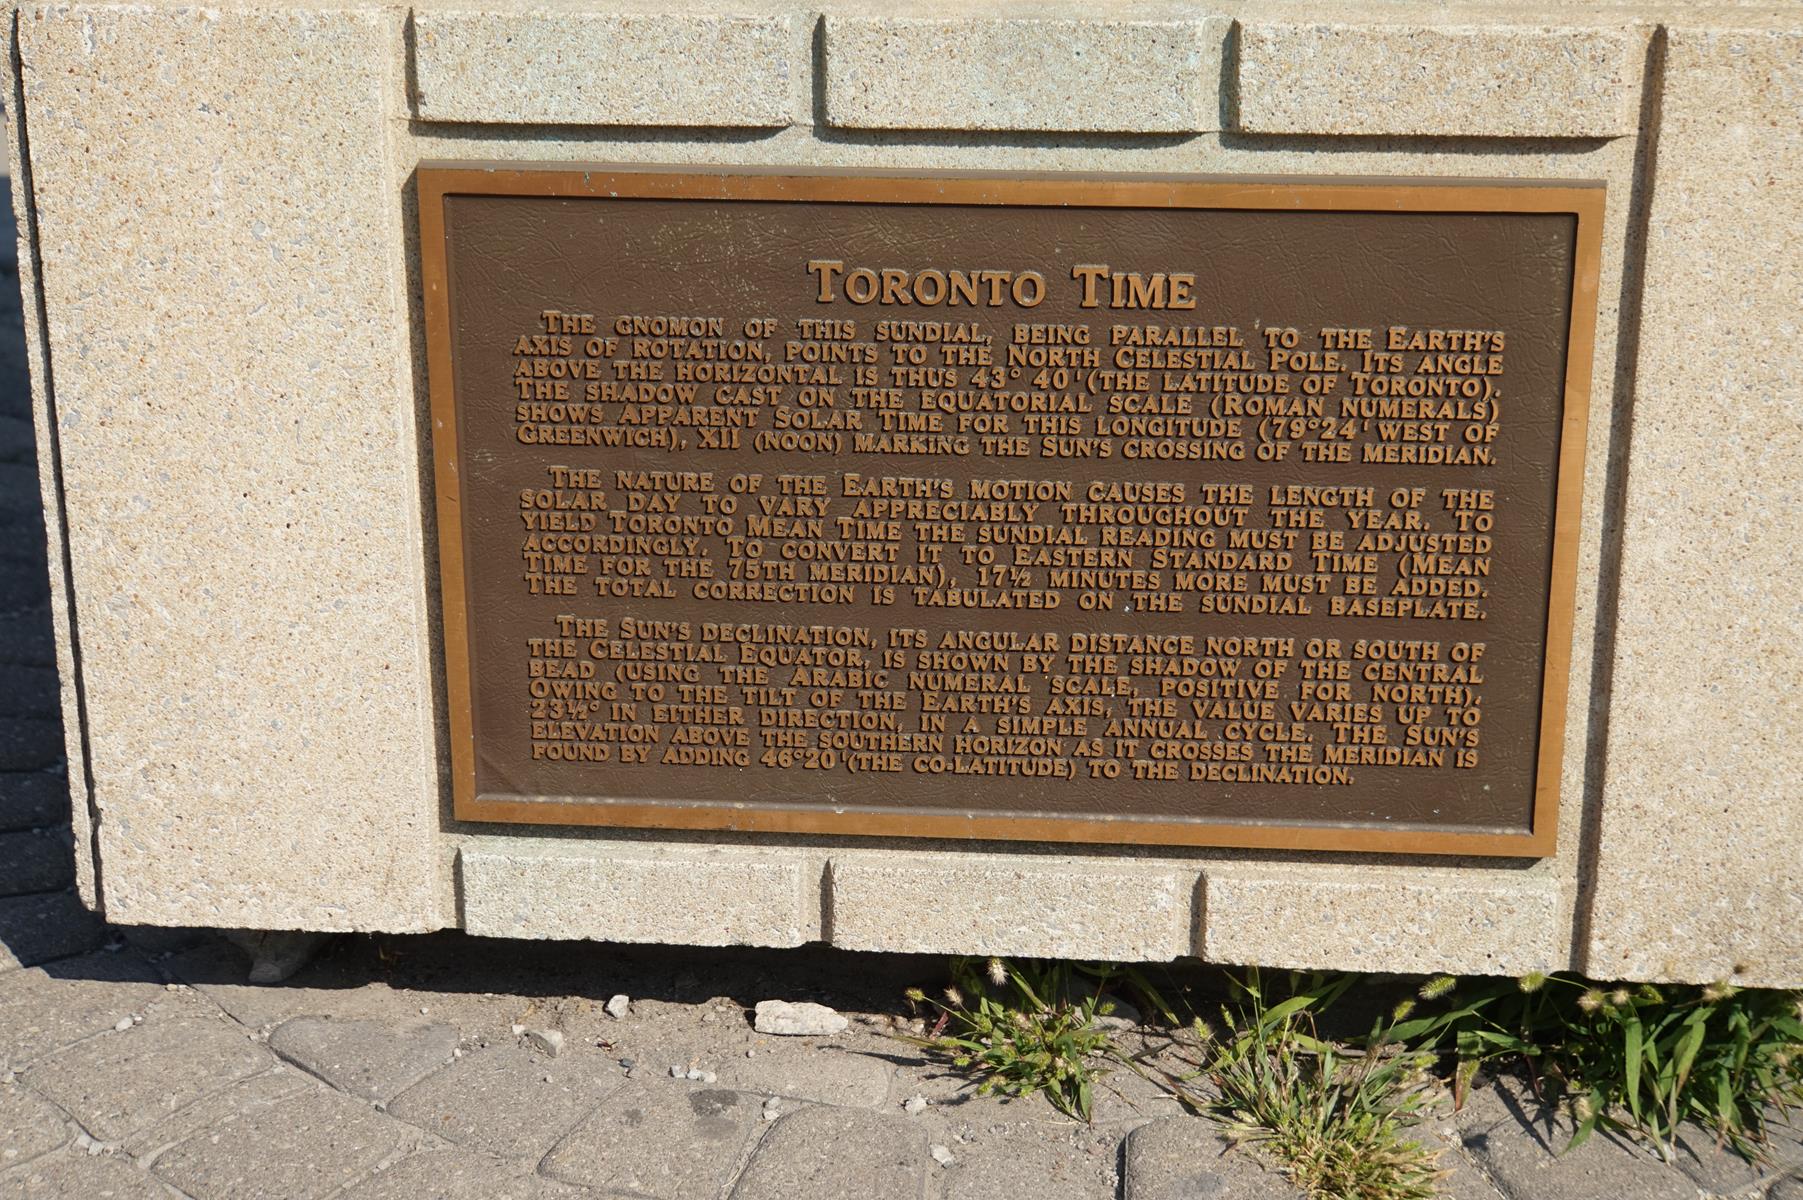 TORONTO TIME
THE GNOMON OF THIS SUNDIAL, BEING PARALLEL TO THE EARTH'S
AXIS OF ROTATION, POINTS TO THE NORTH CELESTIAL POLE. ITS ANGLE
ABOVE THE HORIZONTAL IS THUS 43° 40' (THE LATITUDE OF TORONTO).
THE SHADOW CAST ON THE EQUATORIAL SCALE (ROMAN NUMERALS)
SHOWS APPARENT SOLAR TIME FOR THIS LONGITUDE (79°24' WEST OF
GREENWICH), XII (NOON) MARKING THE SUN'S CROSSING OF THE MERIDIAN.
THE NATURE OF THE EARTH'S MOTION CAUSES THE LENGTH OF THE
SOLAR DAY TO VARY APPRECIABLY THROUGHOUT THE YEAR. TO
YIELD TORONTO MEAN TIME THE SUNDIAL READING MUST BE ADJUSTED
ACCORDINGLY. TO CONVERT IT TO EASTERN STANDARD TIME (MEAN
TIME FOR THE 75TH MERIDIAN), 17½ MINUTES MORE MUST BE ADDED.
THE TOTAL CORRECTION IS TABULATED ON THE SUNDIAL BASEPLATE.
THE SUN'S DECLINATION, ITS ANGULAR DISTANCE NORTH OR SOUTH OF
THE CELESTIAL EQUATOR, IS SHOWN BY THE SHADOW OF THE CENTRAL
BEAD (USING THE ARABIC NUMERAL SCALE, POSITIVE FOR NORTH).
OWING TO THE TILT OF THE EARTH'S AXIS, THE VALUE VARIES UP TO
23½° IN EITHER DIRECTION, IN A SIMPLE ANNUAL CYCLE. THE SUN'S
ELEVATION ABOVE THE SOUTHERN HORIZON AS IT CROSSES THE MERIDIAN IS
FOUND BY ADDING 46°20' (THE CO-LATITUDE) TO THE DECLINATION.